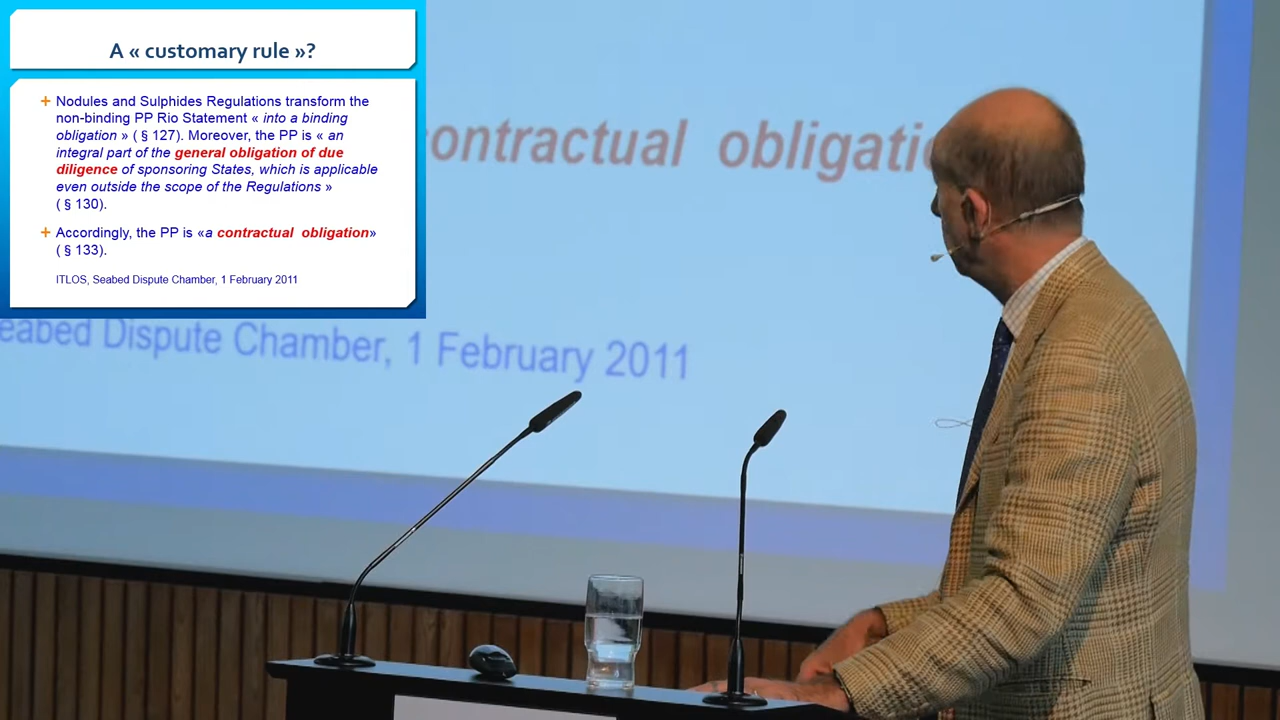 A « customary rule »?
+ Nodules and Sulphides Regulations transform the
non-binding PP Rio Statement « into a binding
obligation » ( § 127). Moreover, the PP is « an
integral part of the general obligation of due
diligence of sponsoring States, which is applicable
even outside the scope of the Regulations »
( § 130).
+ Accordingly, the PP is «a contractual obligation»
( § 133).
ITLOS, Seabed Dispute Chamber, 1 February 2011
contractual obligatio
eabed Dispute Chamber, 1 February 2011